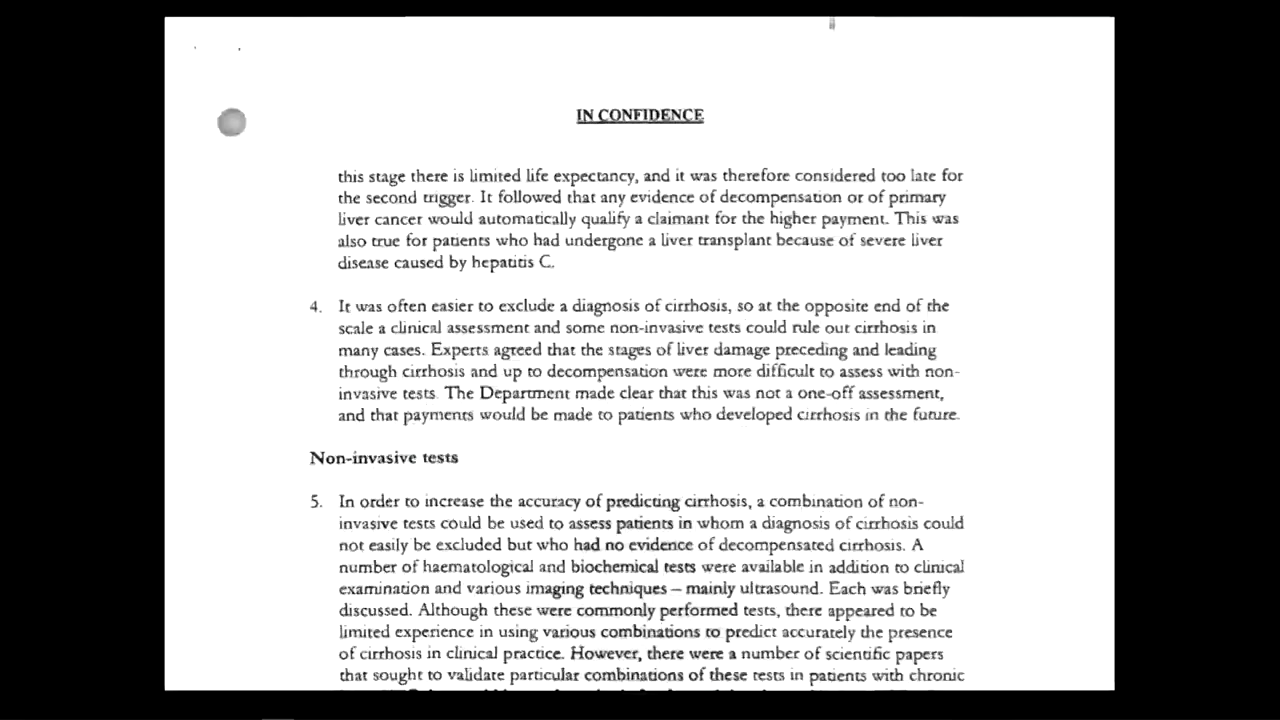 IN CONFIDENCE
this stage there is limited life expectancy, and it was therefore considered too late for
the second trigger. It followed that any evidence of decompensation or of primary
liver cancer would automatically qualify a claimant for the higher payment. This was
also true for patients who had undergone a liver transplant because of severe liver
disease caused by hepatitis C.
4. It was often easier to exclude a diagnosis of cirrhosis, so at the opposite end of the
scale a clinical assessment and some non-invasive tests could rule out cirrhosis in
many cases. Experts agreed that the stages of liver damage preceding and leading
through cirrhosis and up to decompensation were more difficult to assess with non-
invasive tests. The Department made clear that this was not a one-off assessment,
and that payments would be made to patients who developed cirrhosis in the future.
Non-invasive tests
5. In order to increase the accuracy of predicting cirrhosis, a combination of non-
invasive tests could be used to assess patients in whom a diagnosis of cirrhosis could
not easily be excluded but who had no evidence of decompensated cirrhosis. A
number of haematological and biochemical tests were available in addition to clinical
examination and various imaging techniques – mainly ultrasound. Each was briefly
discussed. Although these were commonly performed tests, there appeared to be
limited experience in using various combinations to predict accurately the presence
of cirrhosis in clinical practice. However, there were a number of scientific papers
that sought to validate particular combinations of these tests in patients with chronic